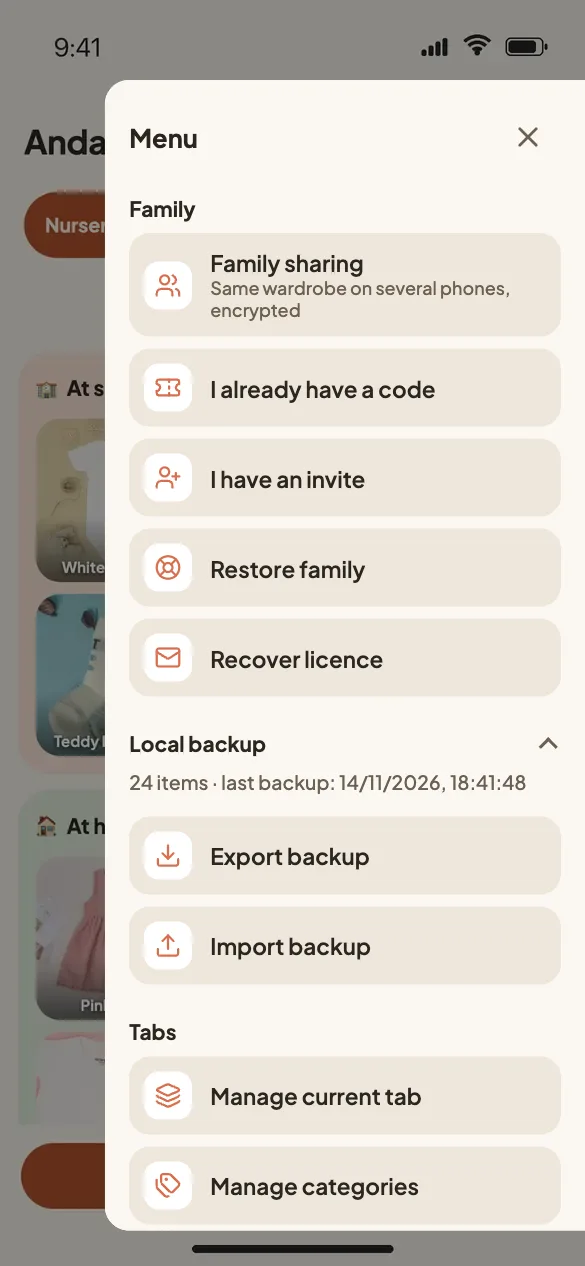 9:41
Anda
Menu
Nurser
Family
Family sharing
Same wardrobe on several phones,
encrypted
I already have a code
At s
I have an invite
White
Restore family
Recover licence
Teddy
Local backup
24 items · last backup: 14/11/2026, 18:41:48
At h
Export backup
Import backup
Pin
Tabs
Manage current tab
Manage categories